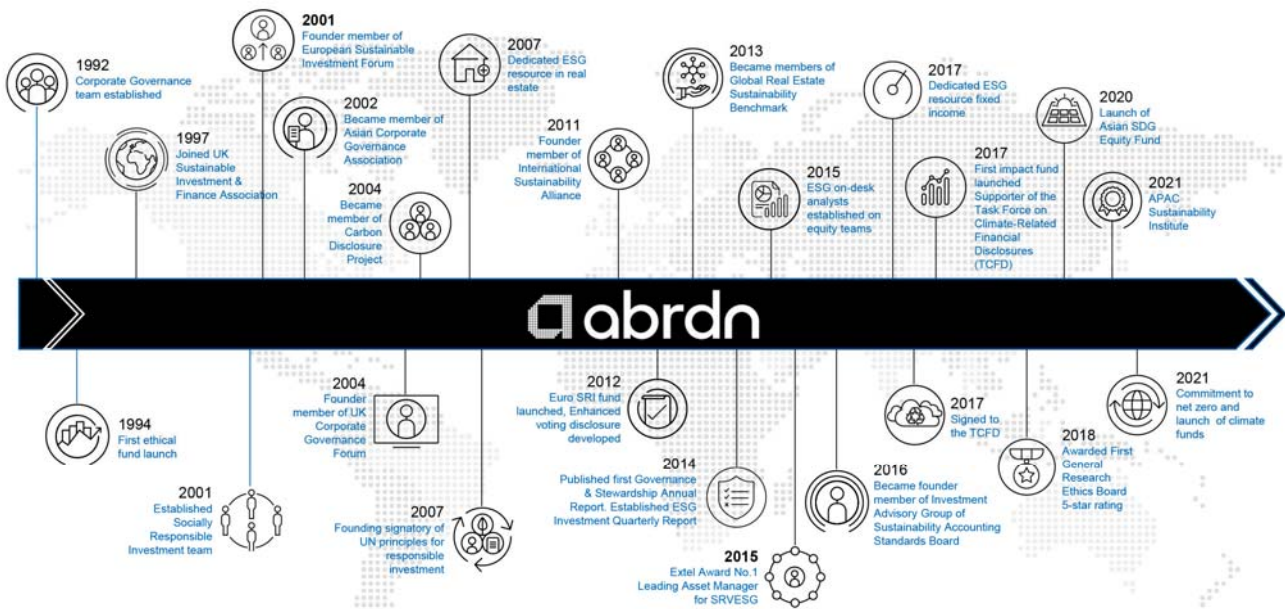 1992
Corporate Governance
team established
1997
Joined UK
Sustainable
Investment &
Finance Association
2001
Founder member of
European Sustainable
Investment Forum
2002
Became member of
Asian Corporate
Governance
Association
2004
Became
member of
Carbon
Disclosure
Project
2007
Dedicated ESG
resource in real
estate
2011
Founder
member of
International
Sustainability
Alliance
2013
Became members of
Global Real Estate
Sustainability
Benchmark
2015
ESG on-desk
analysts
established on
equity teams
2017
Dedicated ESG
resource fixed
income
2017
First impact fund
launched
Supporter of the
Task Force on
Climate-Related
Financial
Disclosures
(TCFD)
2020
Launch of
Asian SDG
Equity Fund
2021
APAC
Sustainability
Institute
abrdn
1994
First ethical
fund launch
2001
Established
Socially
Responsible
Investment team
2004
Founder
member of UK
Corporate
Governance
Forum
2007
Founding signatory of
UN principles for
responsible
investment
2012
Euro SRI fund
launched, Enhanced
voting disclosure
developed
2014
Published first Governance
& Stewardship Annual
Report. Established ESG
Investment Quarterly Report
2015
Extel Award No.1
Leading Asset Manager
for SRVESG
2016
Became founder
member of Investment
Advisory Group of
Sustainability Accounting
Standards Board
2017
Signed to
the TCFD
2018
Awarded First
General
Research
Ethics Board
5-star rating
2021
Commitment to
net zero and
launch of climate
funds